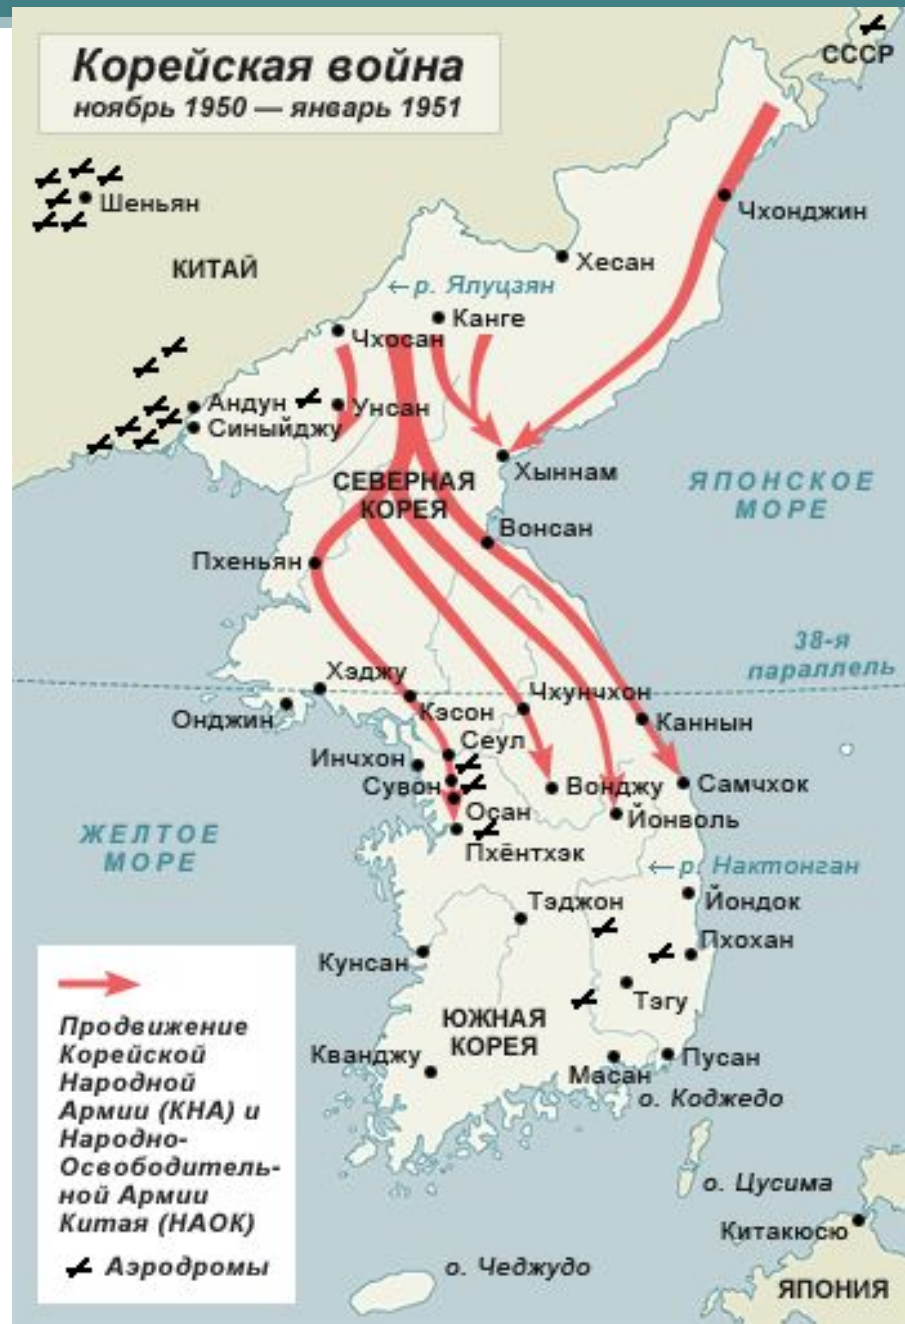 Корейская война
ноябрь 1950 — январь 1951
СССР
Шеньян
Чхонджин
КИТАЙ
Хесан
←р. Ялуцзян
Канге
Чхосан
Андун
Унсан
Синыйджу
Хыннам
СЕВЕРНАЯ
КОРЕЯ
ЯПОНСКОЕ
МОРЕ
Вонсан
Пхеньян
38-я
параллель
Хэджу
Чхунчхон
Онджин
Кэсон
Каннын
Сеул
Инчхон
Сувон
Вонджу
Самчхок
Осан
Йонволь
ЖЕЛТОЕ
МОРЕ
Пхёнтхэк
←р. Нактонган
Тэджон
Йондок
Пхохан
Кунсан
Тэгу
ЮЖНАЯ
КОРЕЯ
Кванджу
Пусан
Масан
о. Коджедо
о. Цусима
Китакюсю
о. Чеджудо
ЯПОНИЯ
Продвижение
Корейской
Народной
Армии (КНА) и
Народно-
Освободитель-
ной Армии
Китая (НАОК)
Аэродромы